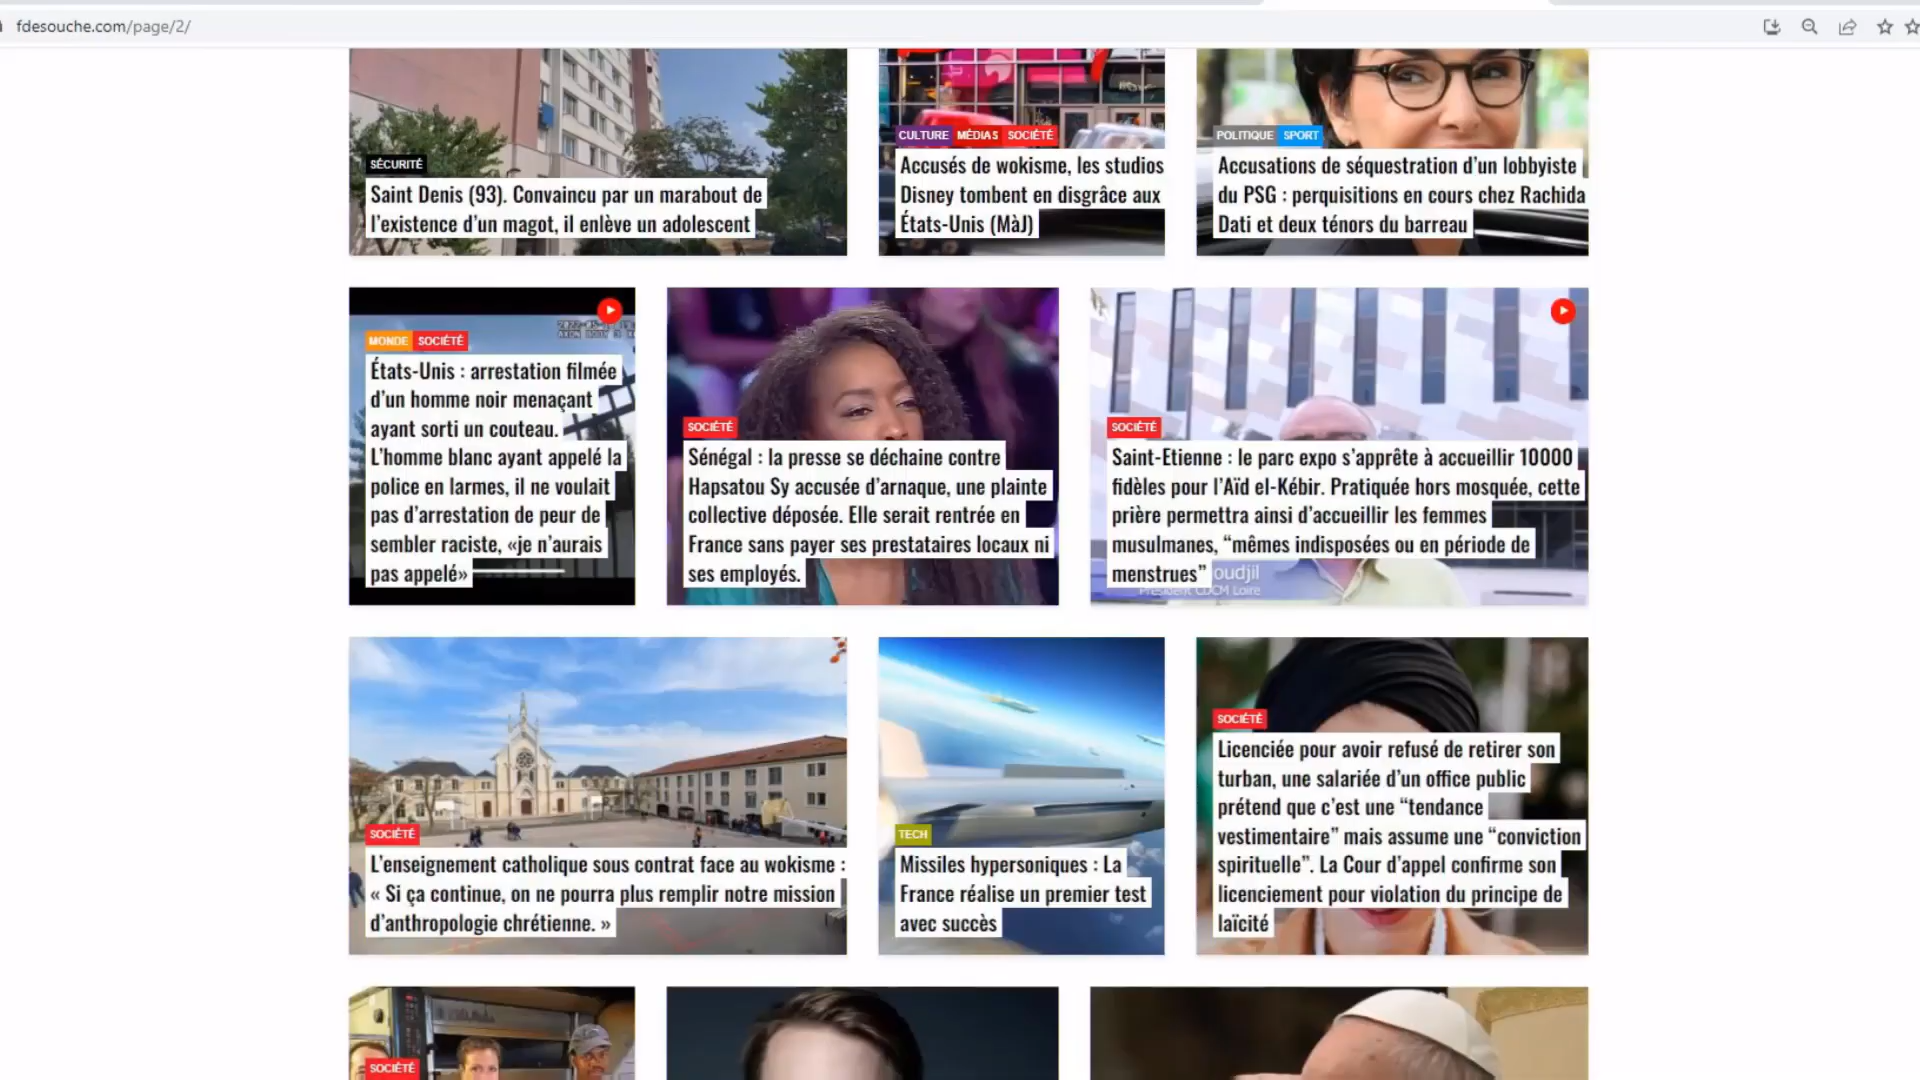 fdesouche.com/page/2/
SÉCURITÉ
Saint Denis (93). Convaincu par un marabout de
l’existence d’un magot, il enlève un adolescent
CULTURE MÉDIAS SOCIÉTÉ
Accusés de wokisme, les studios
Disney tombent en disgrâce aux
États-Unis (MàJ)
POLITIQUE SPORT
Accusations de séquestration d’un lobbyiste
du PSG : perquisitions en cours chez Rachida
Dati et deux ténors du barreau
MONDE SOCIÉTÉ
États-Unis : arrestation filmée
d’un homme noir menaçant
ayant sorti un couteau.
L’homme blanc ayant appelé la
police en larmes, il ne voulait
pas d’arrestation de peur de
sembler raciste, «je n’aurais
pas appelé»
SOCIÉTÉ
Sénégal : la presse se déchaine contre
Hapsatou Sy accusée d’arnaque, une plainte
collective déposée. Elle serait rentrée en
France sans payer ses prestataires locaux ni
ses employés.
SOCIÉTÉ
Saint-Etienne : le parc expo s’apprête à accueillir 10000
fidèles pour l’Aïd el-Kébir. Pratiquée hors mosquée, cette
prière permettra ainsi d’accueillir les femmes
musulmanes, “mêmes indisposées ou en période de
menstrues”
oudjil
Président CDCM Loire
SOCIÉTÉ
L’enseignement catholique sous contrat face au wokisme :
« Si ça continue, on ne pourra plus remplir notre mission
d’anthropologie chrétienne. »
TECH
Missiles hypersoniques : La
France réalise un premier test
avec succès
SOCIÉTÉ
Licenciée pour avoir refusé de retirer son
turban, une salariée d’un office public
prétend que c’est une “tendance
vestimentaire” mais assume une “conviction
spirituelle”. La Cour d’appel confirme son
licenciement pour violation du principe de
laïcité
SOCIÉTÉ